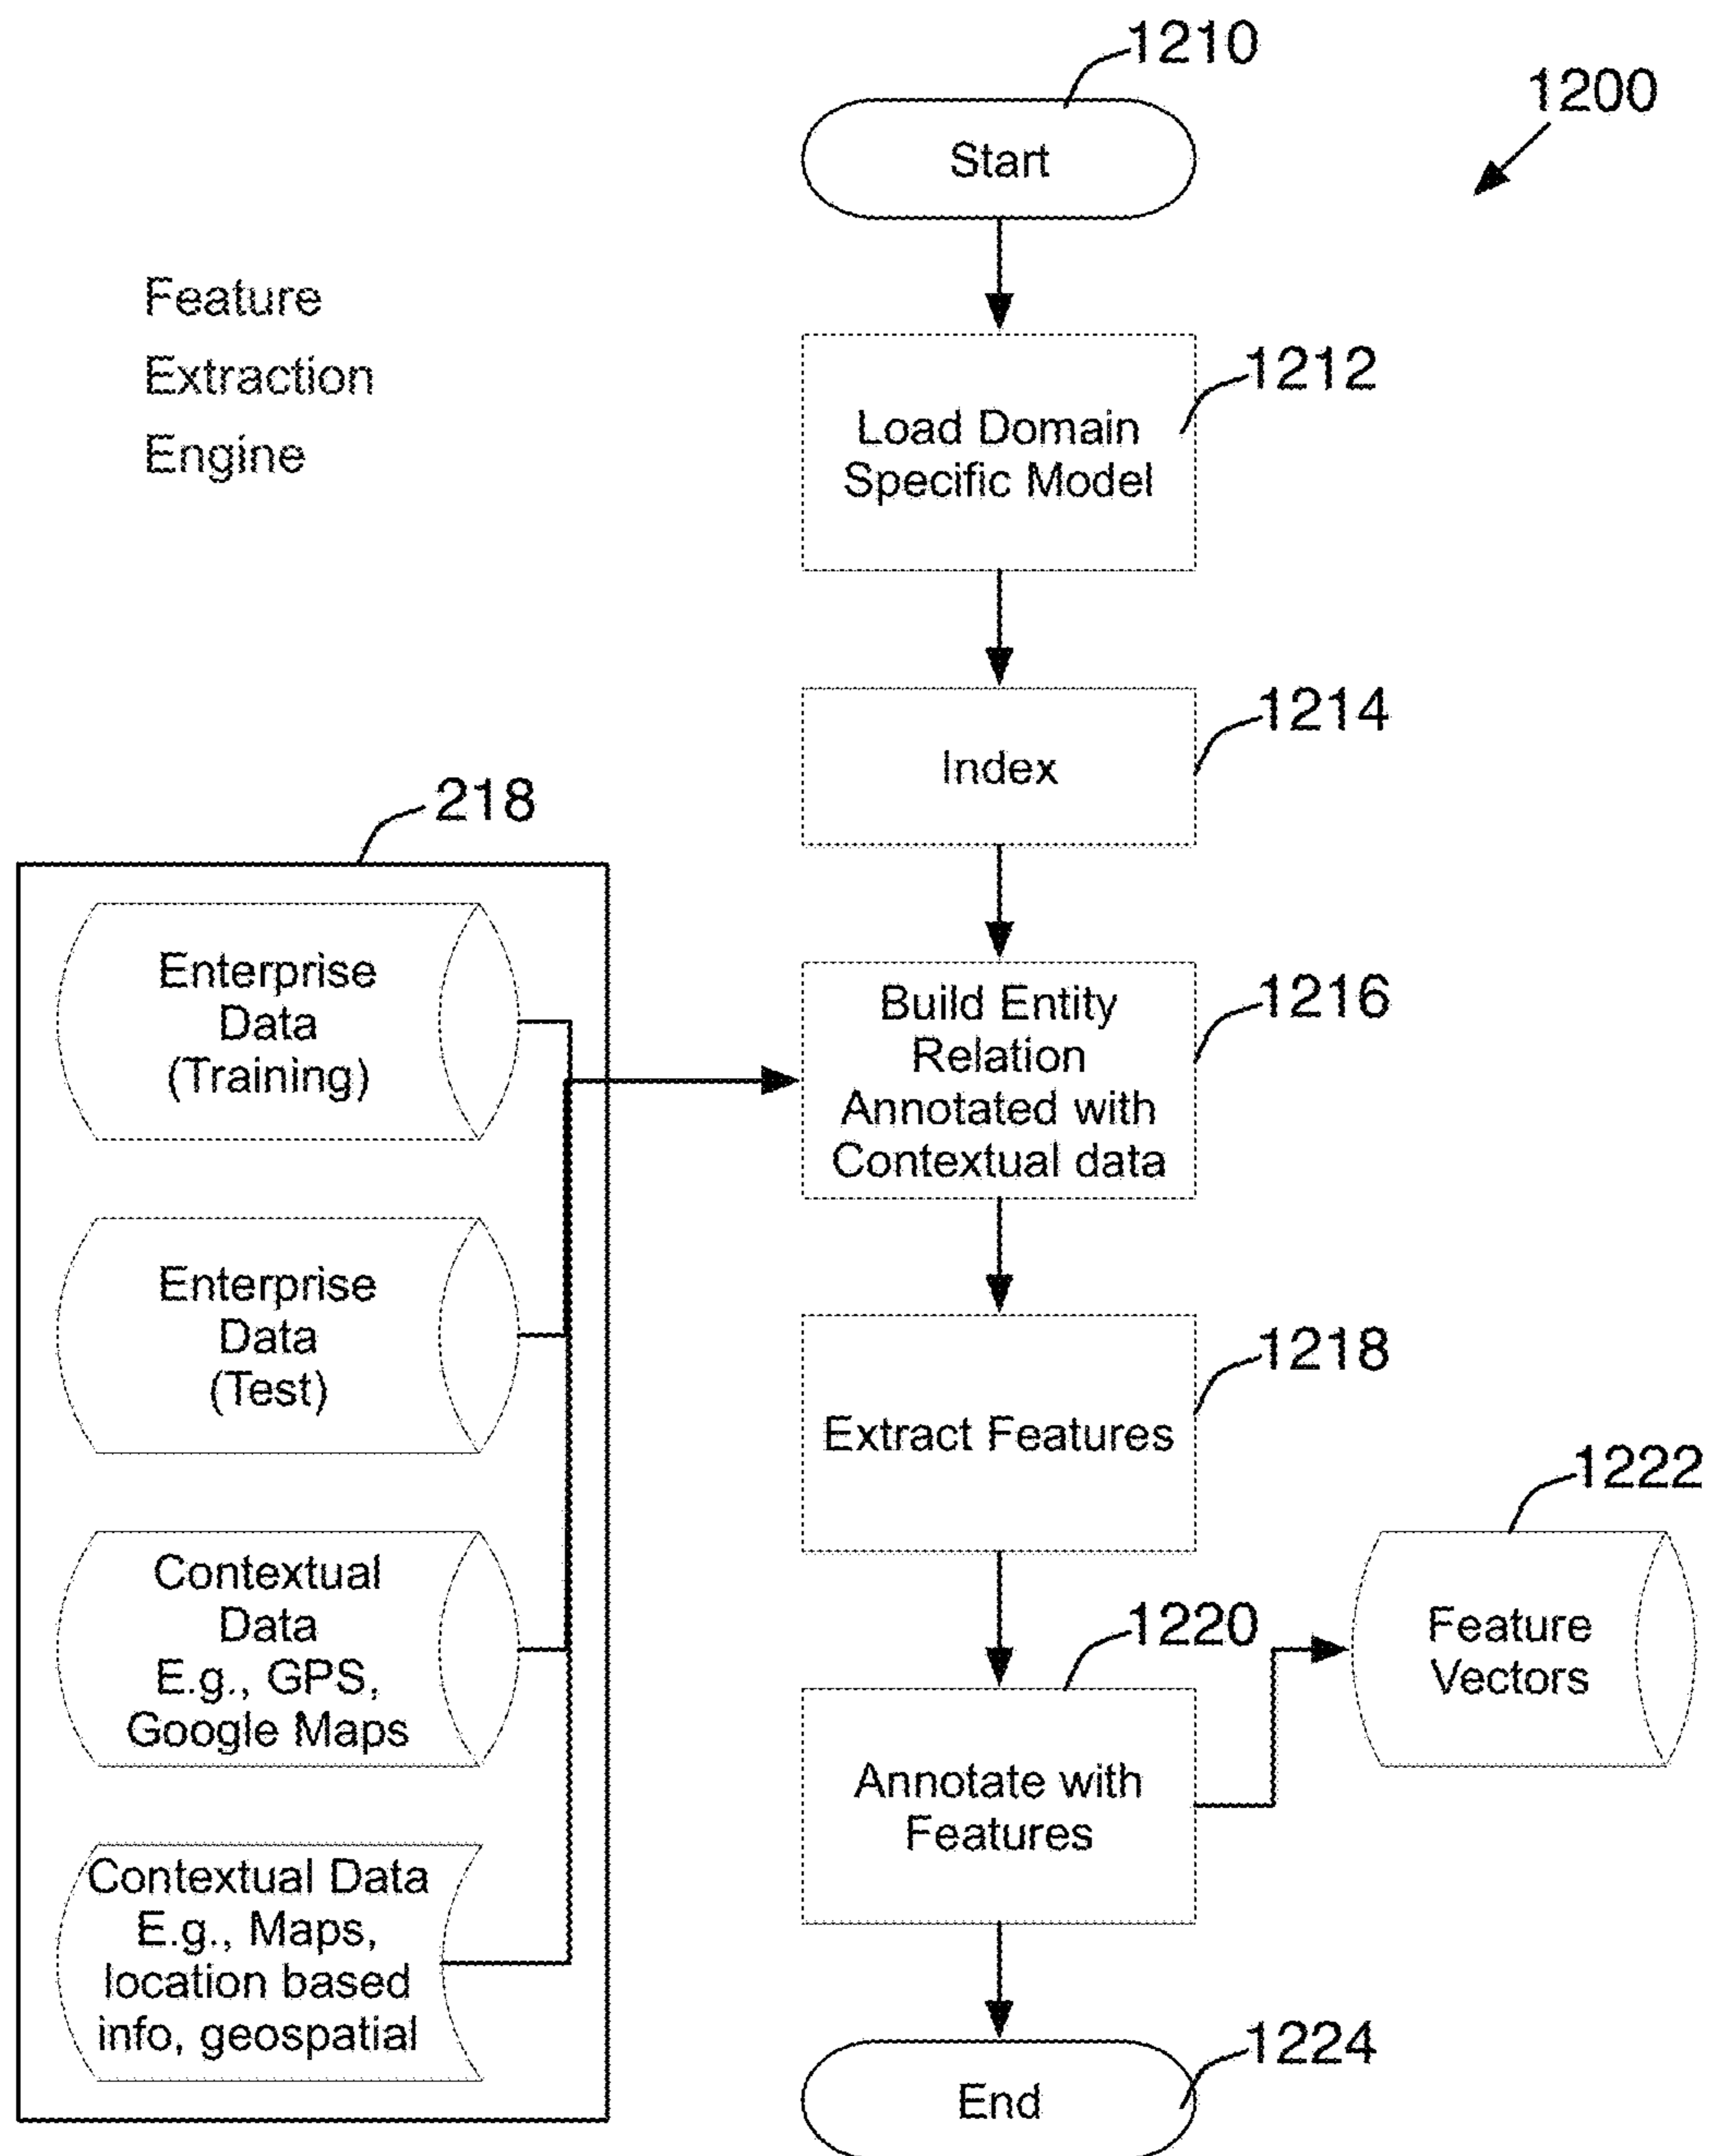 1210
1200
Start
Feature
Extraction
Engine
1212
Load Domain
Specific Model
1214
Index
218
Enterprise
Data
(Training)
1216
Build Entity
Relation
Annotated with
Contextual data
Enterprise
Data
(Test)
1218
Extract Features
1222
Contextual
Data
E.g., GPS,
Google Maps
1220
Feature
Vectors
Annotate with
Features
Contextual Data
E.g., Maps,
location based
info, geospatial
1224
End